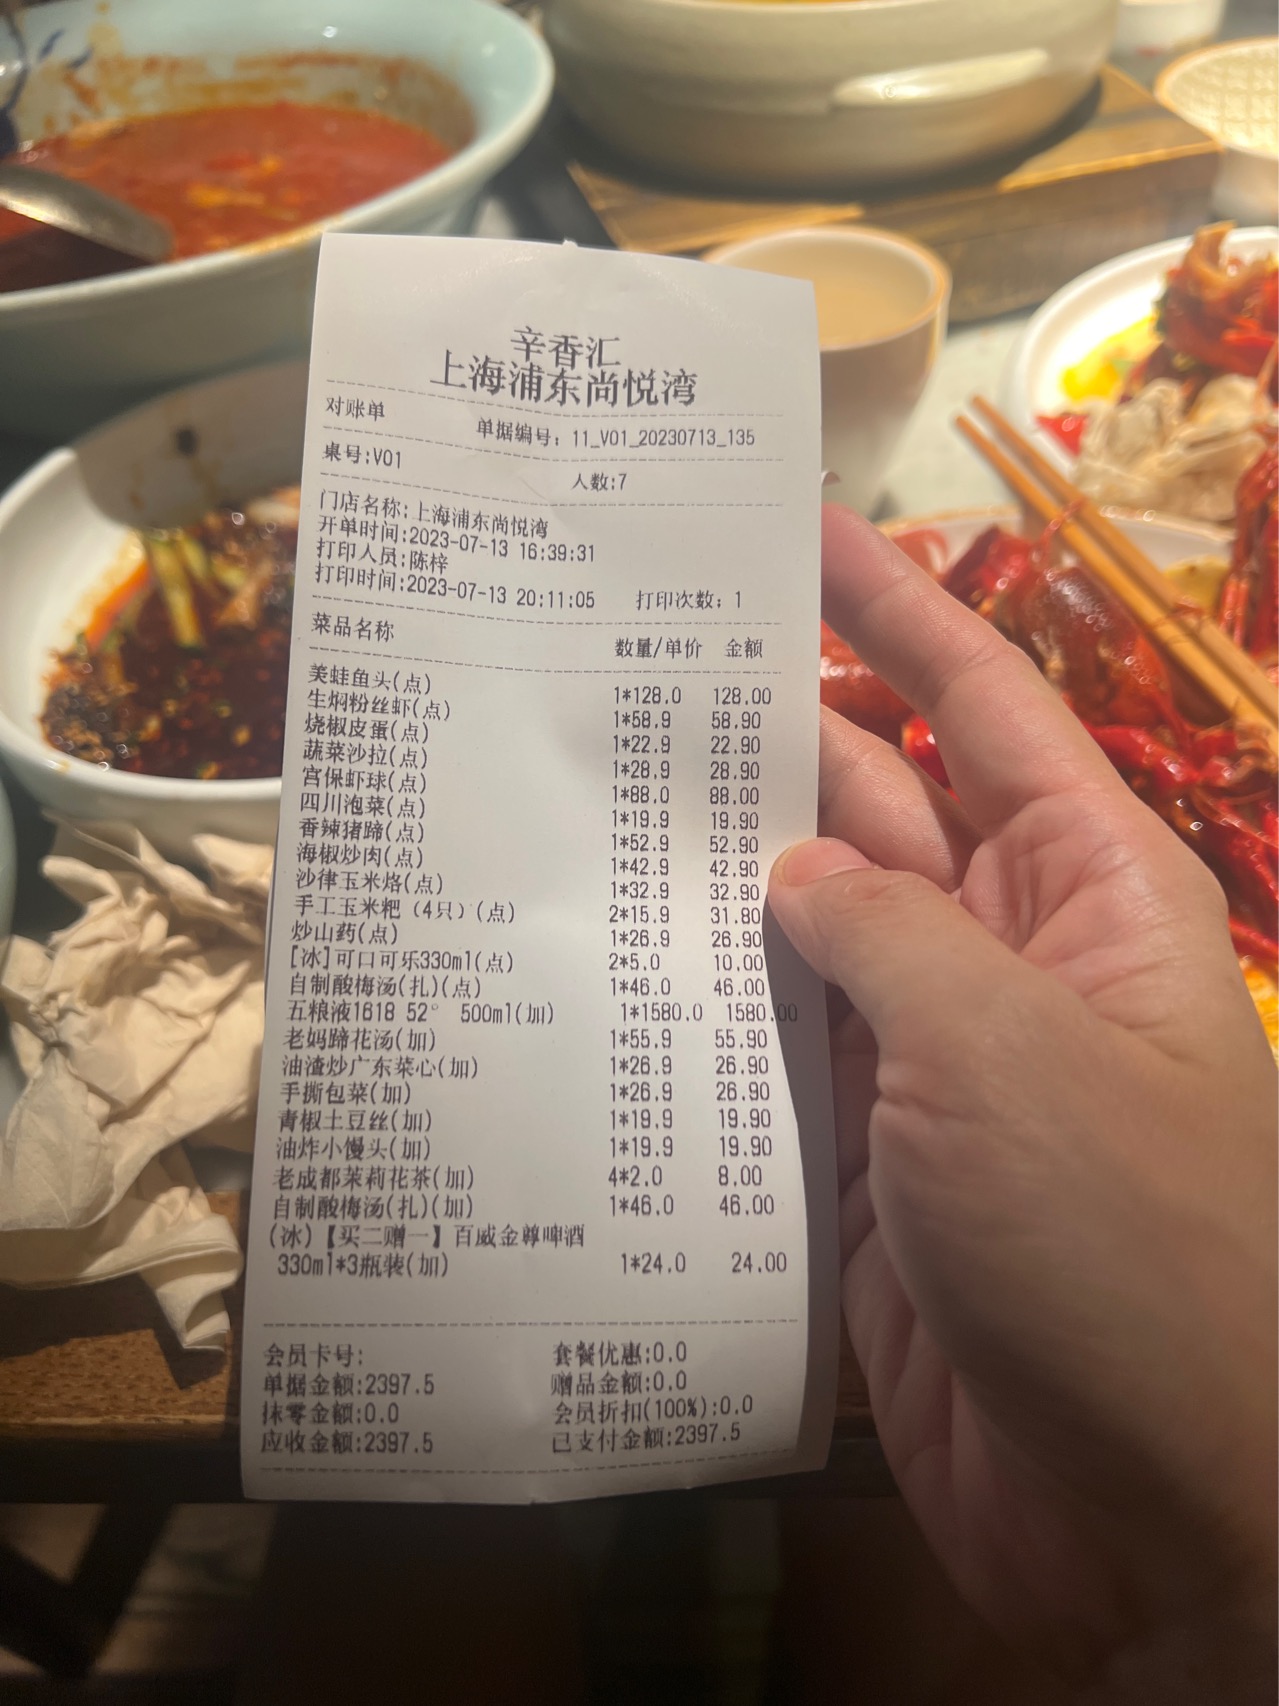 辛香汇
上海浦东尚悦湾
对账单 单据编号：11_V01_20230713_135
桌号:V01 人数:7
门店名称:上海浦东尚悦湾
开单时间:2023-07-13 16:39:31
打印人员:陈梓
打印时间:2023-07-13 20:11:05 打印次数：1
菜品名称 数量/单价 金额
美蛙鱼头(点) 1*128.0 128.00
生焖粉丝虾(点) 1*58.9 58.90
烧椒皮蛋(点) 1*22.9 22.90
蔬菜沙拉(点) 1*28.9 28.90
宫保虾球(点) 1*88.0 88.00
四川泡菜(点) 1*19.9 19.90
香辣猪蹄(点) 1*52.9 52.90
海椒炒肉(点) 1*42.9 42.90
沙律玉米烙(点) 1*32.9 32.90
手工玉米粑（4只）(点) 2*15.9 31.80
炒山药(点) 1*26.9 26.90
[冰]可口可乐330ml(点) 2*5.0 10.00
自制酸梅汤(扎)(点) 1*46.0 46.00
五粮液1618 52° 500ml(加) 1*1580.0 1580.00
老妈蹄花汤(加) 1*55.9 55.90
油渣炒广东菜心(加) 1*26.9 26.90
手撕包菜(加) 1*26.9 26.90
青椒土豆丝(加) 1*19.9 19.90
油炸小馒头(加) 1*19.9 19.90
老成都茉莉花茶(加) 4*2.0 8.00
自制酸梅汤(扎)(加) 1*46.0 46.00
(冰)【买二赠一】百威金尊啤酒
330ml*3瓶装(加) 1*24.0 24.00
会员卡号: 套餐优惠:0.0
单据金额:2397.5 赠品金额:0.0
抹零金额:0.0 会员折扣(100%):0.0
应收金额:2397.5 已支付金额:2397.5